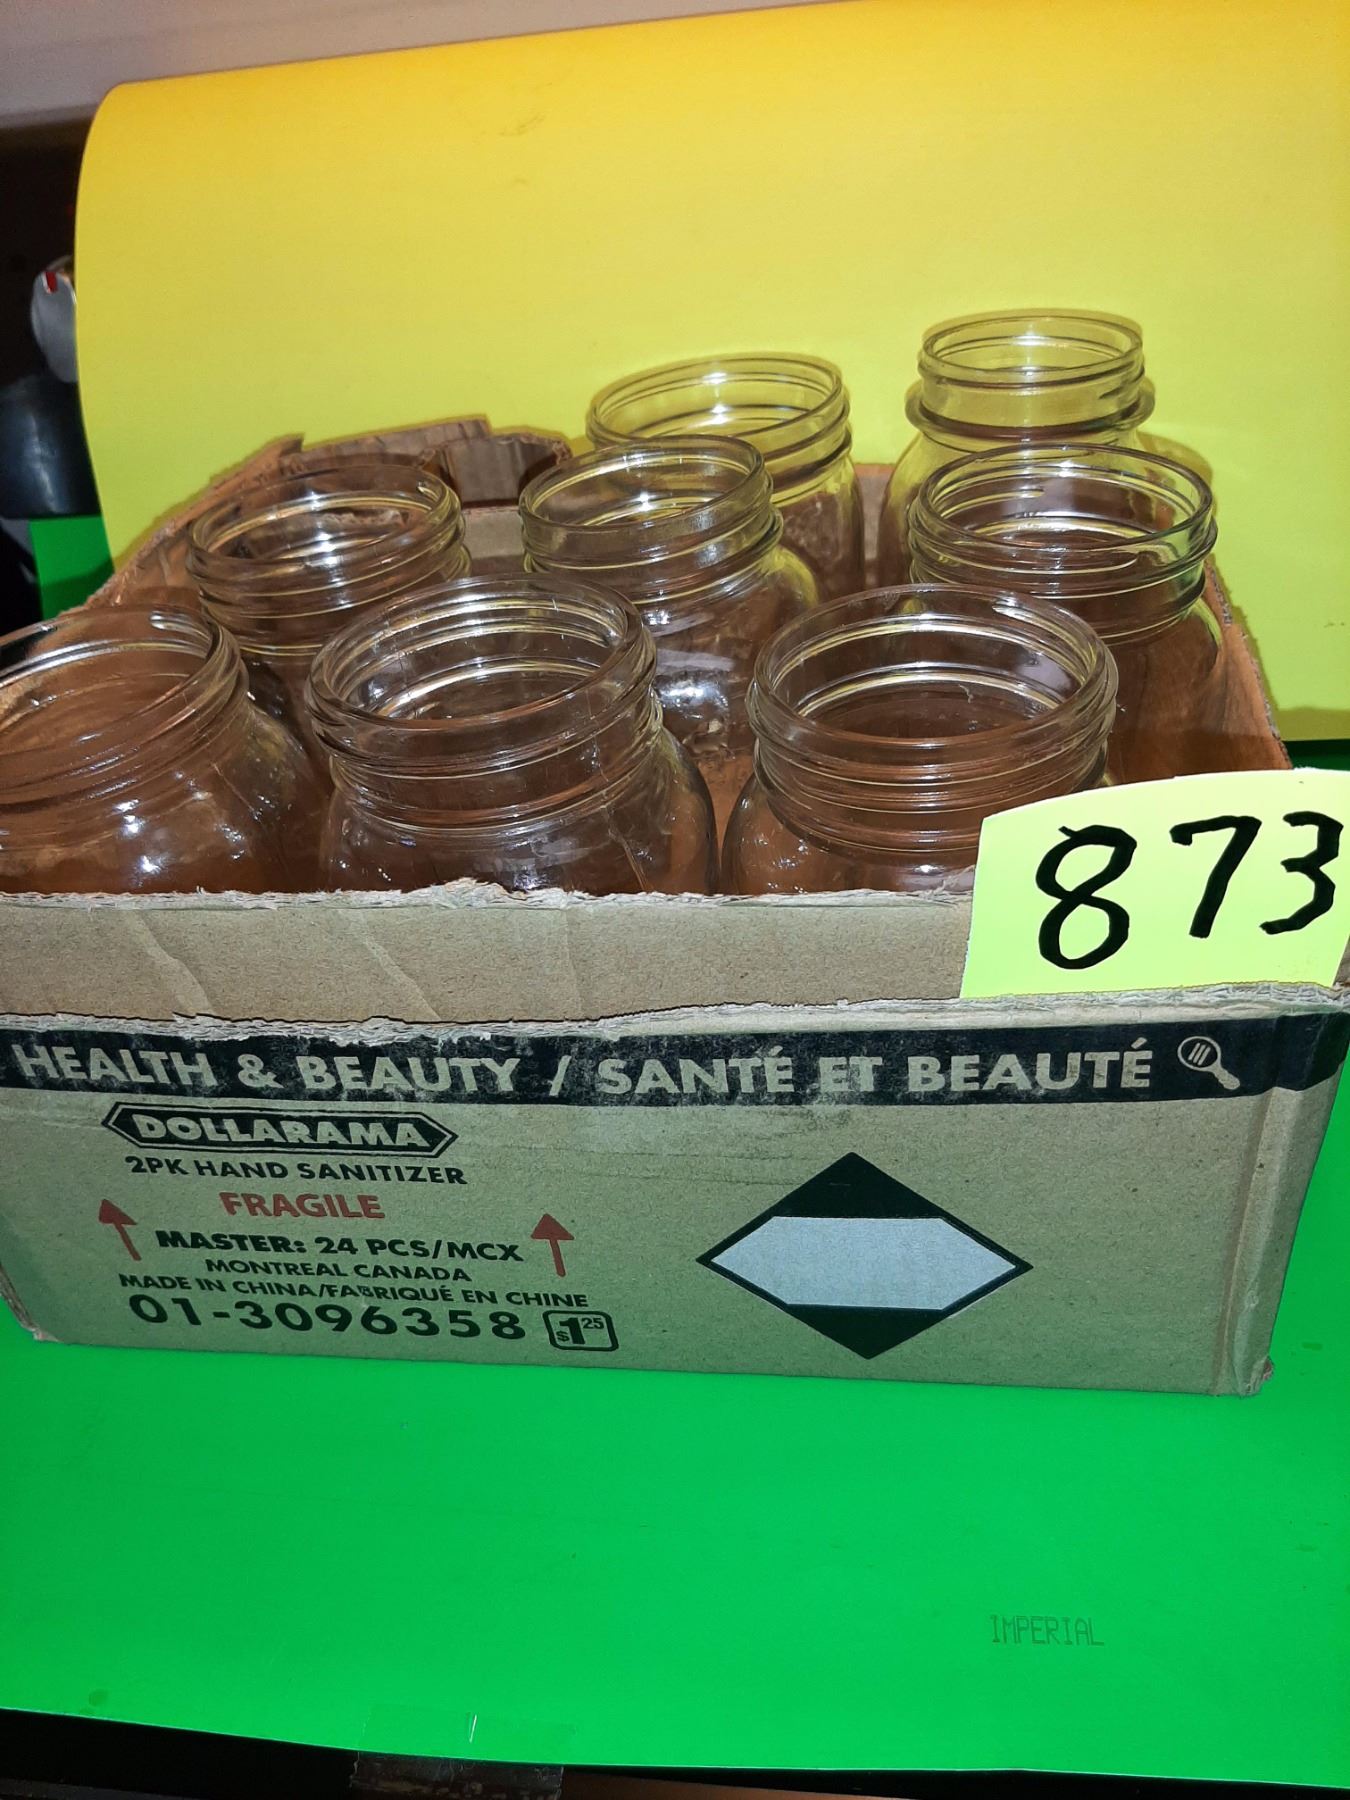 873
HEALTH & BEAUTY / SANTÉ ET BEAUTÉ
DOLLARAMA
2PK HAND SANITIZER
FRAGILE
MASTER: 24 PCS/MCX
MONTREAL CANADA
MADE IN CHINA/FABRIQUÉ EN CHINE
01-3096358 $1 25
IMPERIAL